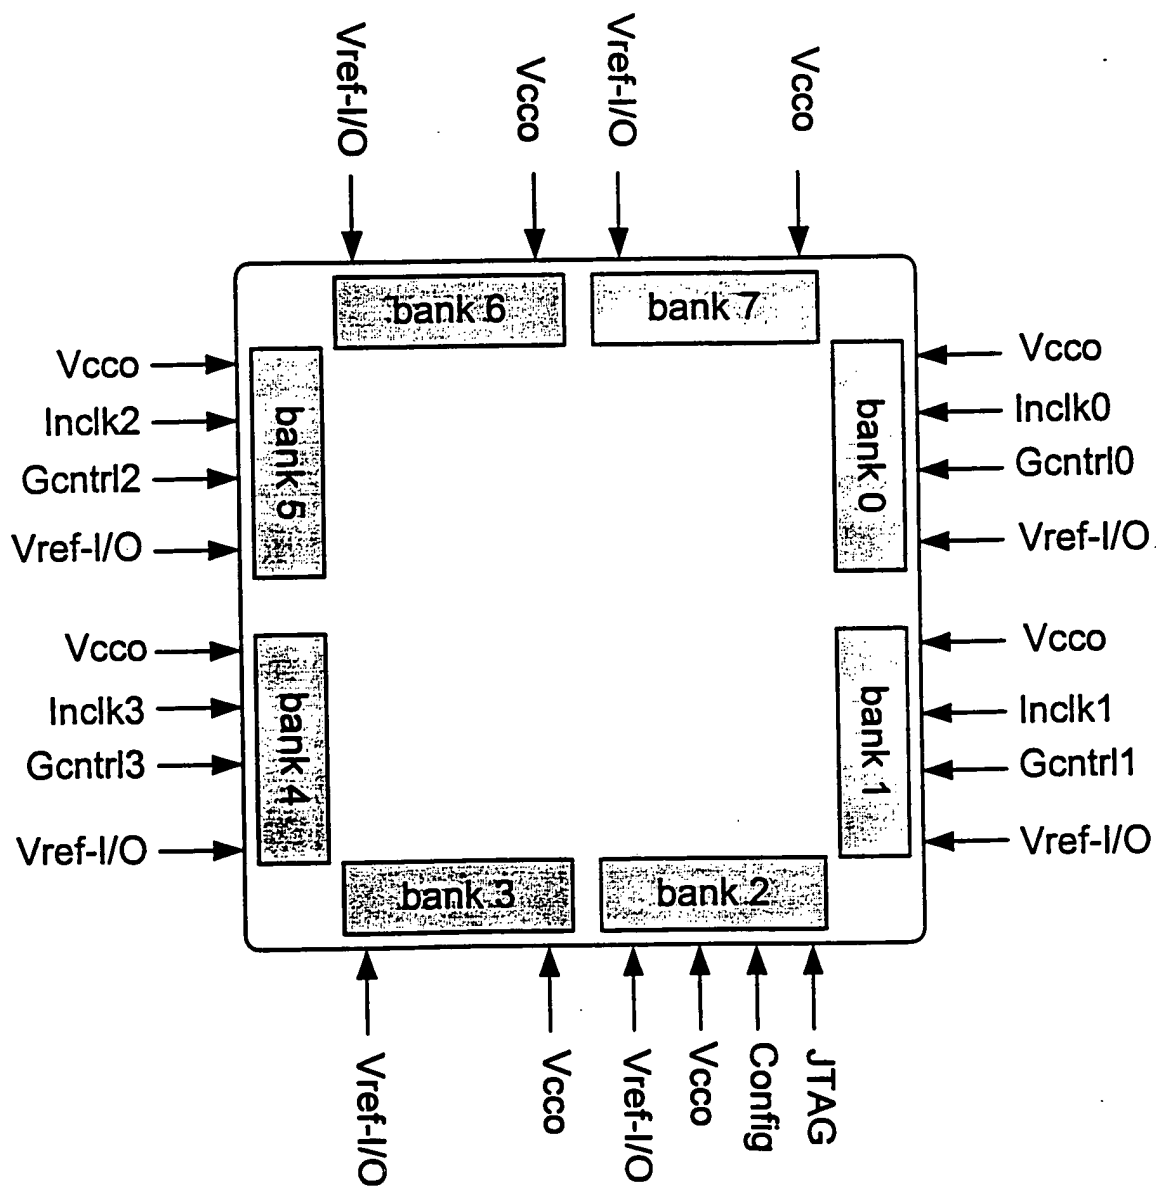 Vref-I/O
Vcco
Vref-I/O
Vcco
bank 6
bank 7
Vcco
Inclk2
Gcntrl2
Vref-I/O
bank 5
bank 0
Vcco
Inclk0
Gcntrl0
Vref-I/O
Vcco
Inclk3
Gcntrl3
Vref-I/O
bank 4
bank 1
Vcco
Inclk1
Gcntrl1
Vref-I/O
bank 3
bank 2
Vref-I/O
Vcco
Vref-I/O
Vcco
Config
JTAG